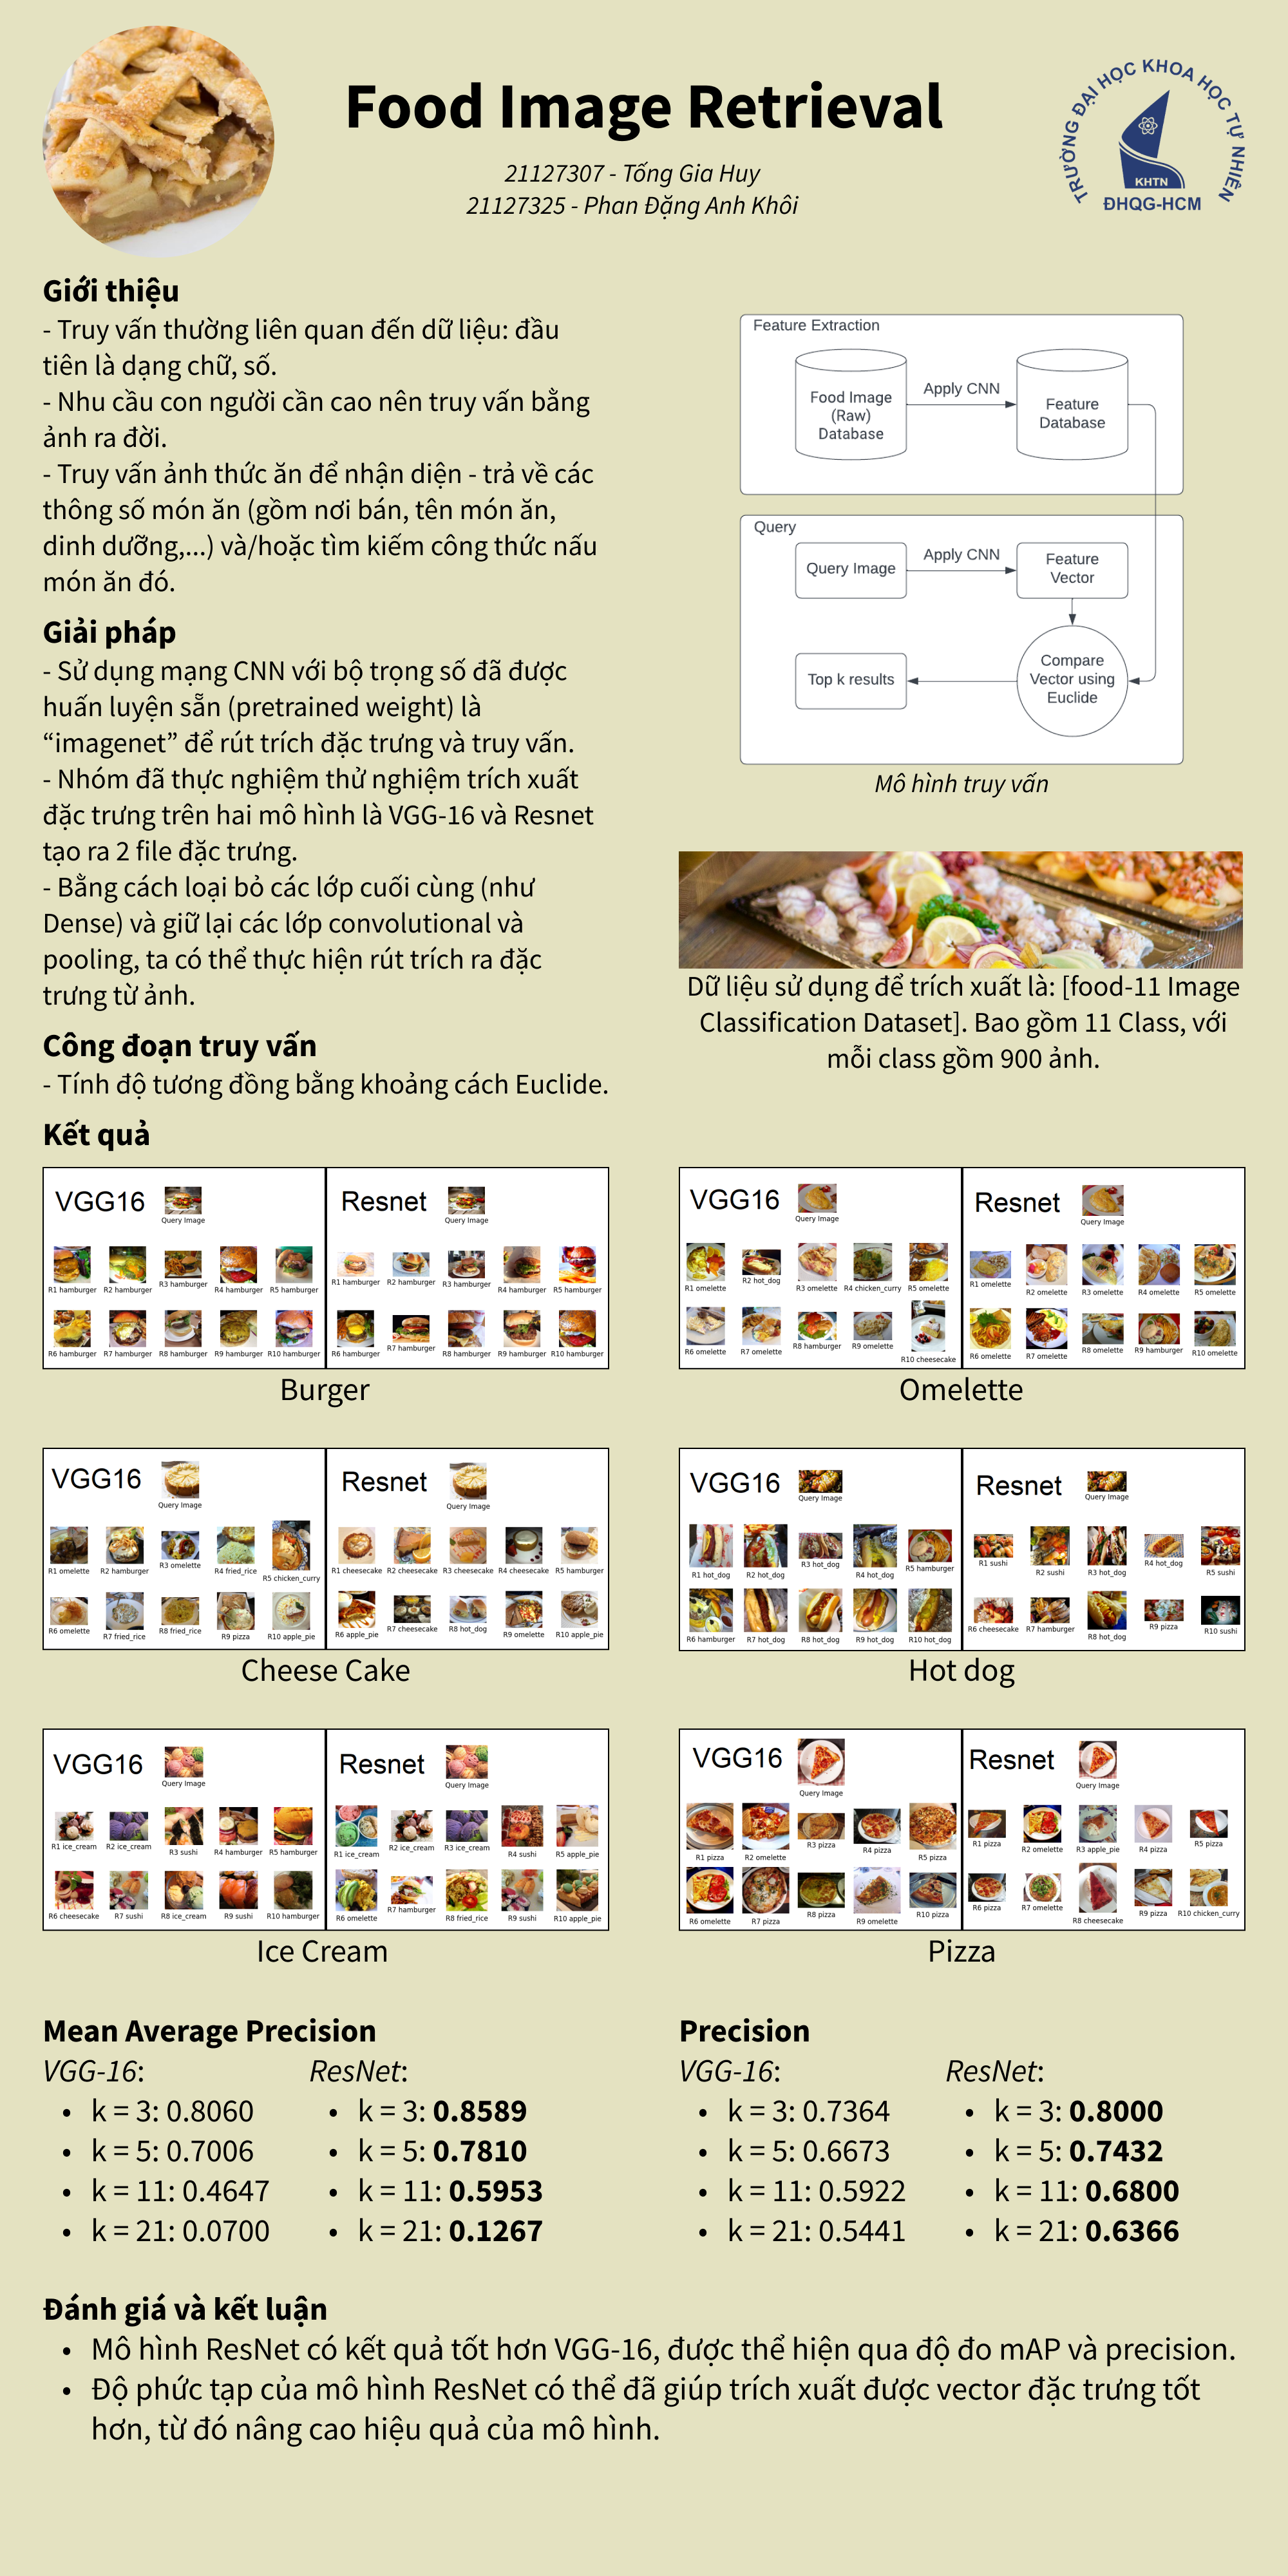 Food Image Retrieval
21127307 - Tống Gia Huy
21127325 - Phan Đặng Anh Khôi
TRƯỜNG ĐẠI HỌC KHOA HỌC TỰ NHIÊN
KHTN
ĐHQG-HCM
Giới thiệu
- Truy vấn thường liên quan đến dữ liệu: đầu
tiên là dạng chữ, số.
- Nhu cầu con người cần cao nên truy vấn bằng
ảnh ra đời.
- Truy vấn ảnh thức ăn để nhận diện - trả về các
thông số món ăn (gồm nơi bán, tên món ăn,
dinh dưỡng,...) và/hoặc tìm kiếm công thức nấu
món ăn đó.
Giải pháp
- Sử dụng mạng CNN với bộ trọng số đã được
huấn luyện sẵn (pretrained weight) là
“imagenet” để rút trích đặc trưng và truy vấn.
- Nhóm đã thực nghiệm thử nghiệm trích xuất
đặc trưng trên hai mô hình là VGG-16 và Resnet
tạo ra 2 file đặc trưng.
- Bằng cách loại bỏ các lớp cuối cùng (như
Dense) và giữ lại các lớp convolutional và
pooling, ta có thể thực hiện rút trích ra đặc
trưng từ ảnh.
Công đoạn truy vấn
- Tính độ tương đồng bằng khoảng cách Euclide.
Feature Extraction
Food Image
(Raw)
Database
Apply CNN
Feature
Database
Query
Query Image
Apply CNN
Feature
Vector
Compare
Vector using
Euclide
Top k results
Mô hình truy vấn
Dữ liệu sử dụng để trích xuất là: [food-11 Image
Classification Dataset]. Bao gồm 11 Class, với
mỗi class gồm 900 ảnh.
Kết quả
VGG16
Query Image
R1 hamburger R2 hamburger R3 hamburger R4 hamburger R5 hamburger
R6 hamburger R7 hamburger R8 hamburger R9 hamburger R10 hamburger
Resnet
Query Image
R1 hamburger R2 hamburger R3 hamburger R4 hamburger R5 hamburger
R6 hamburger R7 hamburger R8 hamburger R9 hamburger R10 hamburger
Burger
VGG16
Query Image
R1 omelette R2 hot_dog R3 omelette R4 chicken_curry R5 omelette
R6 omelette R7 omelette R8 hamburger R9 omelette R10 cheesecake
Resnet
Query Image
R1 omelette R2 omelette R3 omelette R4 omelette R5 omelette
R6 omelette R7 omelette R8 omelette R9 hamburger R10 omelette
Omelette
VGG16
Query Image
R1 omelette R2 hamburger R3 omelette R4 fried_rice R5 chicken_curry
R6 omelette R7 fried_rice R8 fried_rice R9 pizza R10 apple_pie
Resnet
Query Image
R1 cheesecake R2 cheesecake R3 cheesecake R4 cheesecake R5 hamburger
R6 apple_pie R7 cheesecake R8 hot_dog R9 omelette R10 apple_pie
Cheese Cake
VGG16
Query Image
R1 hot_dog R2 hot_dog R3 hot_dog R4 hot_dog R5 hamburger
R6 hamburger R7 hot_dog R8 hot_dog R9 hot_dog R10 hot_dog
Resnet
Query Image
R1 sushi R2 sushi R3 hot_dog R4 hot_dog R5 sushi
R6 cheesecake R7 hamburger R8 hot_dog R9 pizza R10 sushi
Hot dog
VGG16
Query Image
R1 ice_cream R2 ice_cream R3 sushi R4 hamburger R5 hamburger
R6 cheesecake R7 sushi R8 ice_cream R9 sushi R10 hamburger
Resnet
Query Image
R1 ice_cream R2 ice_cream R3 ice_cream R4 sushi R5 apple_pie
R6 omelette R7 hamburger R8 fried_rice R9 sushi R10 apple_pie
Ice Cream
VGG16
Query Image
R1 pizza R2 omelette R3 pizza R4 pizza R5 pizza
R6 omelette R7 pizza R8 pizza R9 omelette R10 pizza
Resnet
Query Image
R1 pizza R2 omelette R3 apple_pie R4 pizza R5 pizza
R6 pizza R7 omelette R8 cheesecake R9 pizza R10 chicken_curry
Pizza
Mean Average Precision
VGG-16:
• k = 3: 0.8060
• k = 5: 0.7006
• k = 11: 0.4647
• k = 21: 0.0700
ResNet:
• k = 3: 0.8589
• k = 5: 0.7810
• k = 11: 0.5953
• k = 21: 0.1267
Precision
VGG-16:
• k = 3: 0.7364
• k = 5: 0.6673
• k = 11: 0.5922
• k = 21: 0.5441
ResNet:
• k = 3: 0.8000
• k = 5: 0.7432
• k = 11: 0.6800
• k = 21: 0.6366
Đánh giá và kết luận
• Mô hình ResNet có kết quả tốt hơn VGG-16, được thể hiện qua độ đo mAP và precision.
• Độ phức tạp của mô hình ResNet có thể đã giúp trích xuất được vector đặc trưng tốt
hơn, từ đó nâng cao hiệu quả của mô hình.